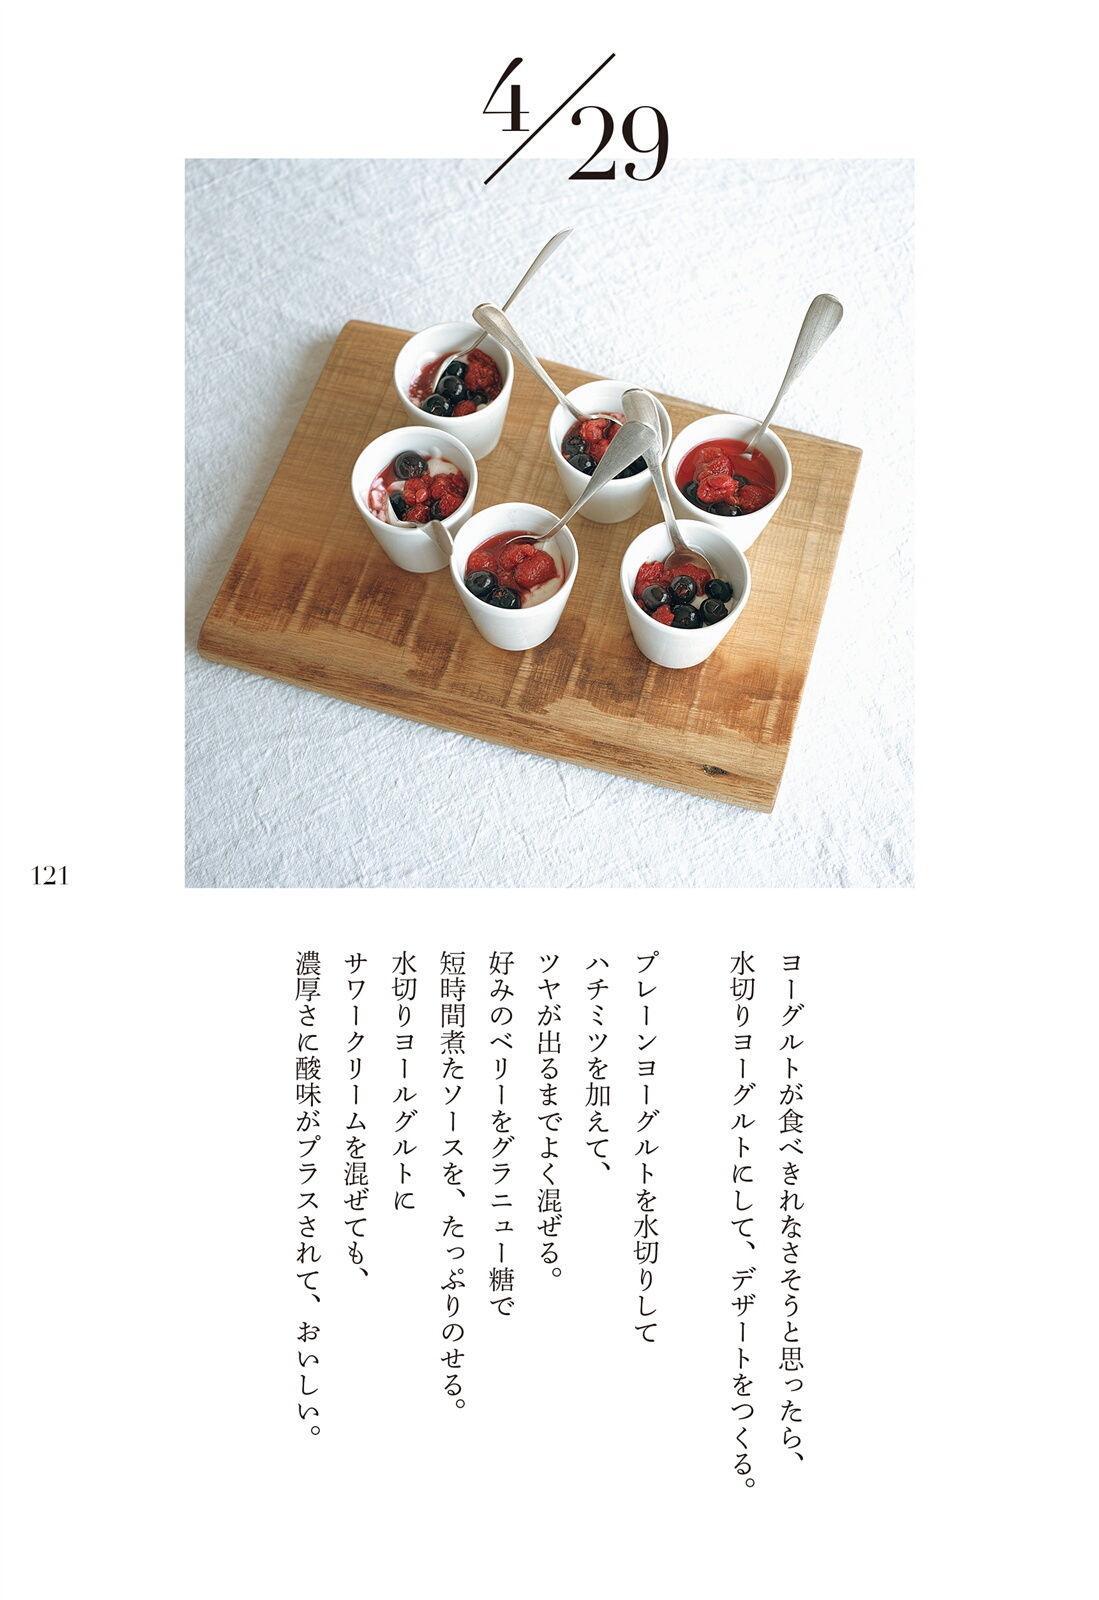 4/29
ヨーグルトが食べきれなさそうと思ったら、
水切りヨーグルトにして、デザートをつくる。
プレーンヨーグルトを水切りして
ハチミツを加えて、
ツヤが出るまでよく混ぜる。
好みのベリーをグラニュー糖で
短時間煮たソースを、たっぷりのせる。
水切りヨールグルトに
サワークリームを混ぜても、
濃厚さに酸味がプラスされて、おいしい。
121